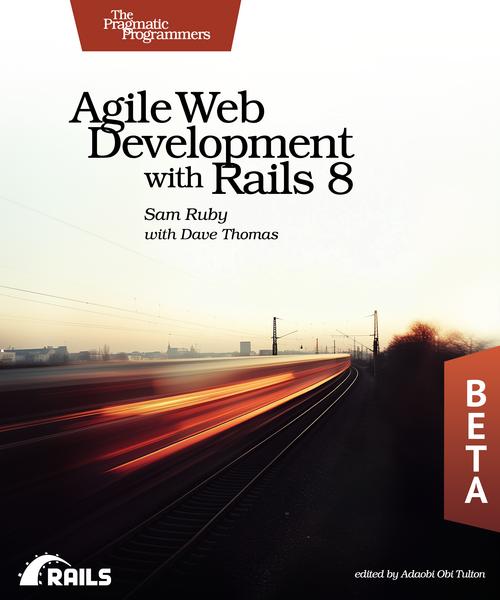 The
Pragmatic
Programmers
Agile Web
Development
with Rails 8
Sam Ruby
with Dave Thomas
BETA
RAILS
edited by Adaobi Obi Tulton